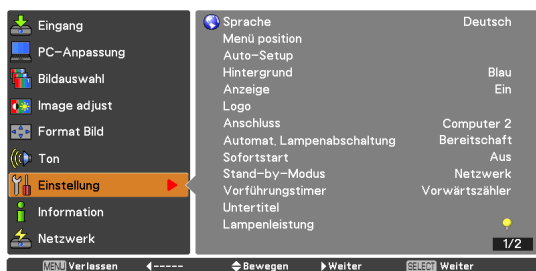 Eingang
PC-Anpassung
Bildauswahl
Image adjust
Format Bild
Ton
Einstellung
Information
Netzwerk
Sprache Deutsch
Menü position
Auto-Setup
Hintergrund Blau
Anzeige Ein
Logo
Anschluss Computer 2
Automat. Lampenabschaltung Bereitschaft
Sofortstart Aus
Stand-by-Modus Netzwerk
Vorführungstimer Vorwärtszähler
Untertitel
Lampenleistung
1/2
MENU Verlassen ----- Bewegen Weiter SELECT Weiter